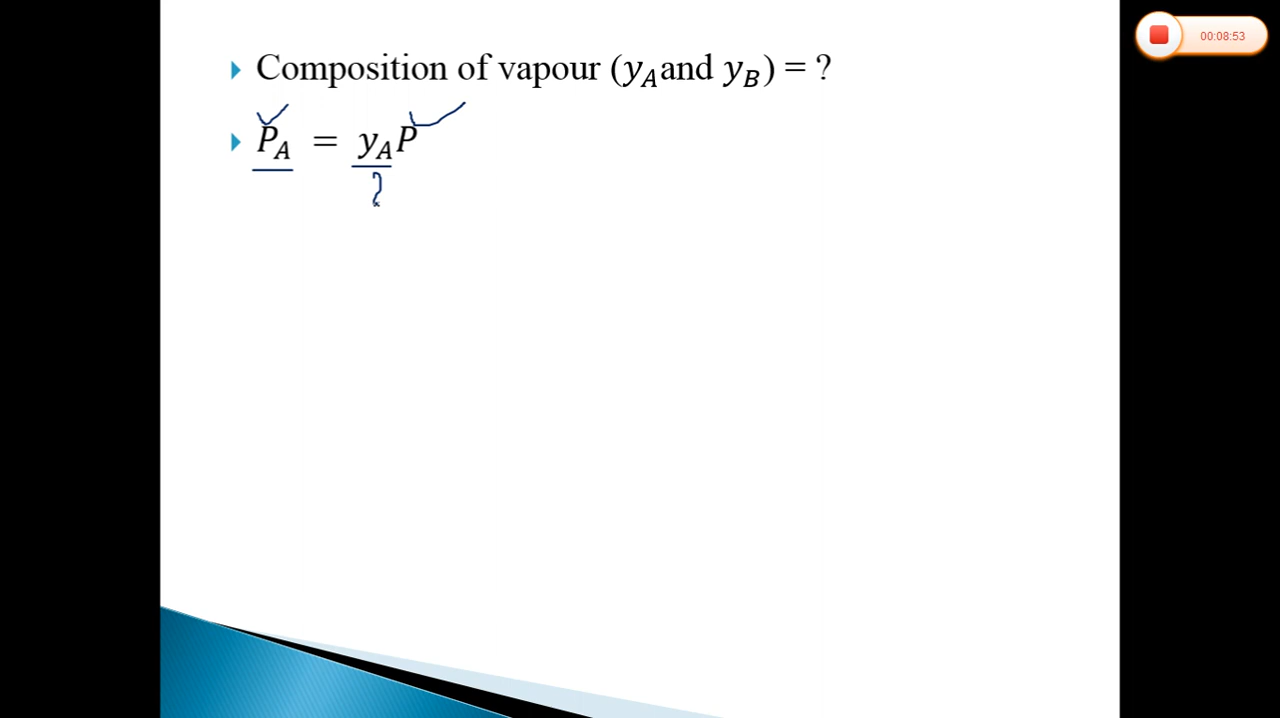 00:08:53
Composition of vapour (y_A and y_B) = ?
P_A = y_A P
?